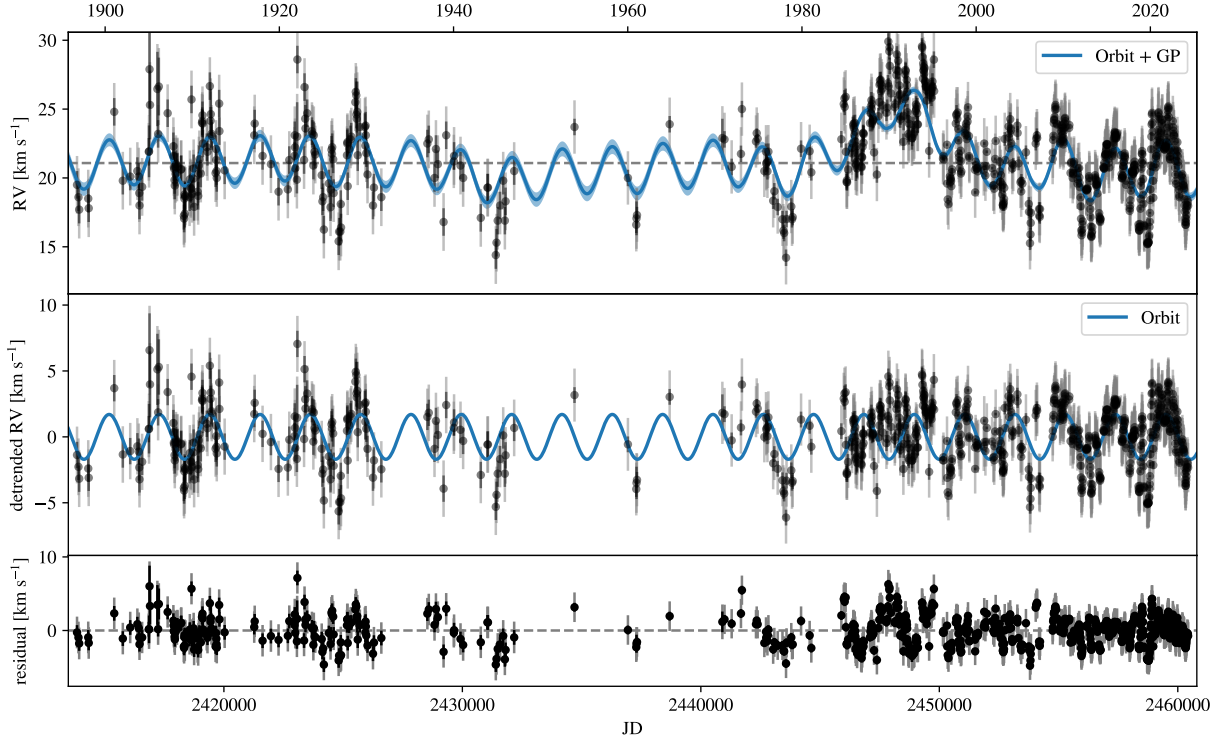 1900 1920 1940 1960 1980 2000 2020
30
25
20
15
RV [km s⁻¹]
Orbit + GP
10
5
0
−5
detrended RV [km s⁻¹]
Orbit
10
0
residual [km s⁻¹]
2420000 2430000 2440000 2450000 2460000
JD